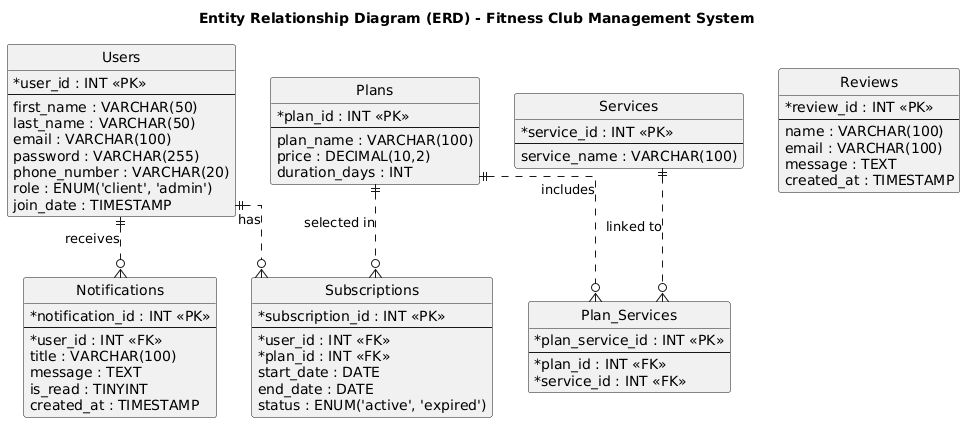 Entity Relationship Diagram (ERD) - Fitness Club Management System
Users
*user_id : INT «PK»
first_name : VARCHAR(50)
last_name : VARCHAR(50)
email : VARCHAR(100)
password : VARCHAR(255)
phone_number : VARCHAR(20)
role : ENUM('client', 'admin')
join_date : TIMESTAMP
Plans
*plan_id : INT «PK»
plan_name : VARCHAR(100)
price : DECIMAL(10,2)
duration_days : INT
Services
*service_id : INT «PK»
service_name : VARCHAR(100)
Reviews
*review_id : INT «PK»
name : VARCHAR(100)
email : VARCHAR(100)
message : TEXT
created_at : TIMESTAMP
receives
has
selected in
includes
linked to
Notifications
*notification_id : INT «PK»
*user_id : INT «FK»
title : VARCHAR(100)
message : TEXT
is_read : TINYINT
created_at : TIMESTAMP
Subscriptions
*subscription_id : INT «PK»
*user_id : INT «FK»
*plan_id : INT «FK»
start_date : DATE
end_date : DATE
status : ENUM('active', 'expired')
Plan_Services
*plan_service_id : INT «PK»
*plan_id : INT «FK»
*service_id : INT «FK»